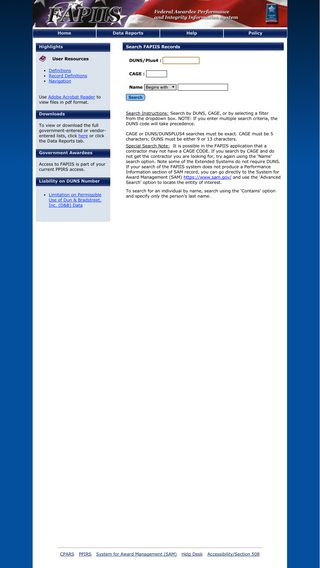 FAPIIS
Federal Awardee Performance
and Integrity Information System
Home Data Reports Help Policy
Highlights
User Resources
Definitions
Record Definitions
Navigation
Use Adobe Acrobat Reader to
view files in pdf format.
Downloads
To view or download the full
government-entered or vendor-
entered lists, click here or click
the Data Reports tab.
Government Awardees
Access to FAPIIS is part of your
current PPIRS access.
Liability on DUNS Number
Limitation on Permissible
Use of Dun & Bradstreet,
Inc. (D&B) Data
Search FAPIIS Records
DUNS/Plus4 :
CAGE :
Name Begins with
Search
Search Instructions: Search by DUNS, CAGE, or by selecting a filter
from the dropdown box. NOTE: If you enter multiple search criteria, the
DUNS code will take precedence.
CAGE or DUNS/DUNSPLUS4 searches must be exact. CAGE must be 5
characters; DUNS must be either 9 or 13 characters.
Special Search Note: It is possible in the FAPIIS application that a
contractor may not have a CAGE CODE. If you search by CAGE and do
not get the contractor you are looking for, try again using the 'Name'
search option. Note some of the Extended Systems do not require DUNS.
If your search of the FAPIIS system does not produce a Performance
Information section of SAM record, you can go directly to the System for
Award Management (SAM) https://www.sam.gov/ and use the 'Advanced
Search' option to locate the entity of interest.
To search for an individual by name, search using the 'Contains' option
and specify only the person's last name.
CPARS PPIRS System for Award Management (SAM) Help Desk Accessibility/Section 508